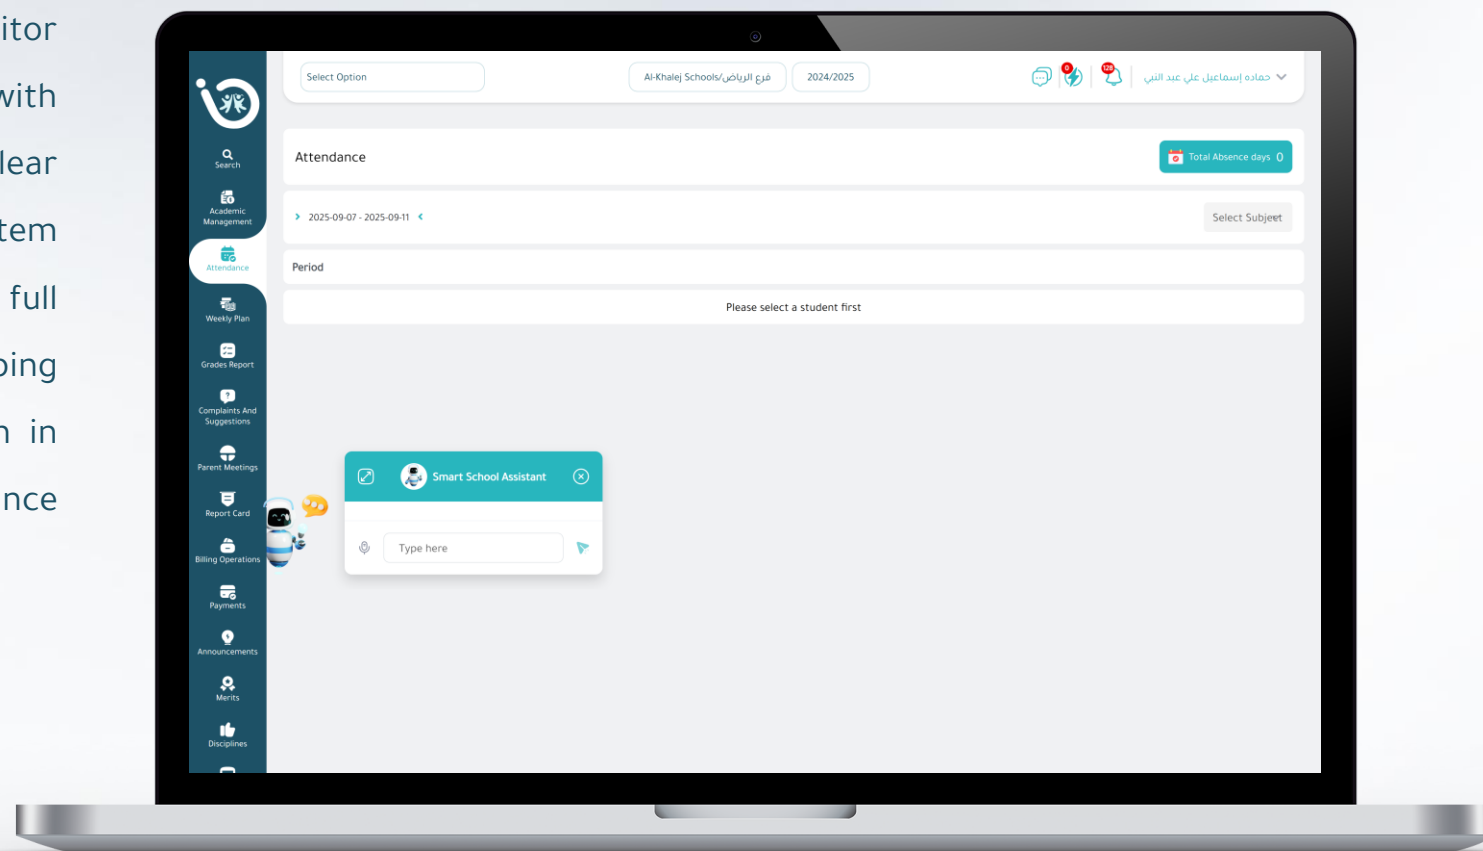 itor
with
lear
tem
full
ping
n in
nce
Select Option
Al-Khalej Schools/فرع الرياض
2024/2025
0
128
حماده إسماعيل علي عبد النبي
Search
Academic
Management
Attendance
Weekly Plan
Grades Report
Complaints And
Suggestions
Parent Meetings
Report Card
Billing Operations
Payments
Announcements
Merits
Disciplines
Attendance
Total Absence days 0
2025-09-07 - 2025-09-11
Select Subject
Period
Please select a student first
Smart School Assistant
Type here